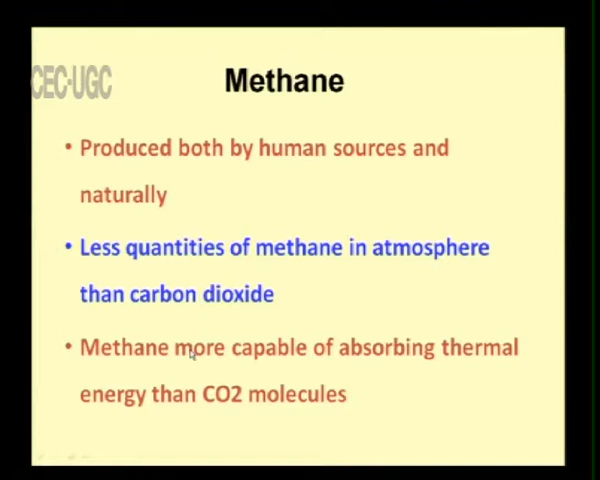 CEC-UGC
Methane
• Produced both by human sources and
naturally
• Less quantities of methane in atmosphere
than carbon dioxide
• Methane more capable of absorbing thermal
energy than CO2 molecules